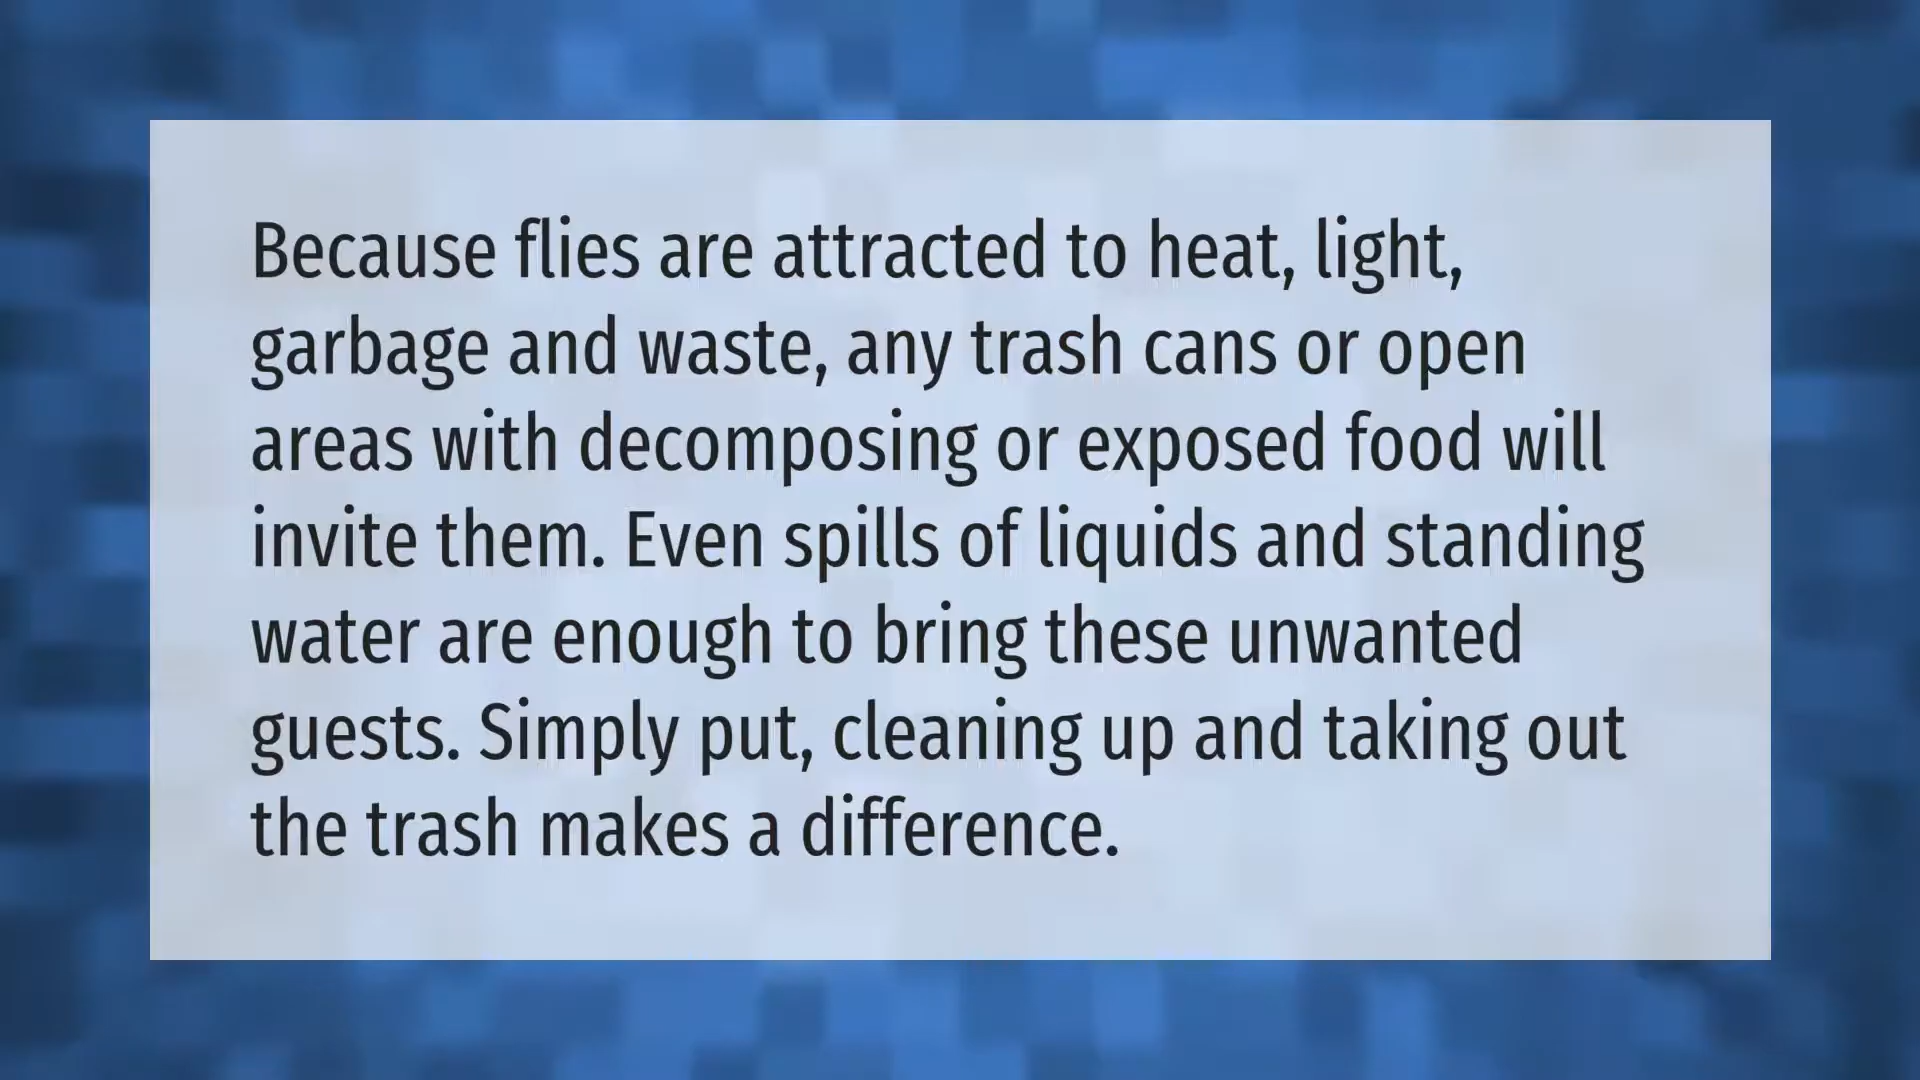 Because flies are attracted to heat, light,
garbage and waste, any trash cans or open
areas with decomposing or exposed food will
invite them. Even spills of liquids and standing
water are enough to bring these unwanted
guests. Simply put, cleaning up and taking out
the trash makes a difference.